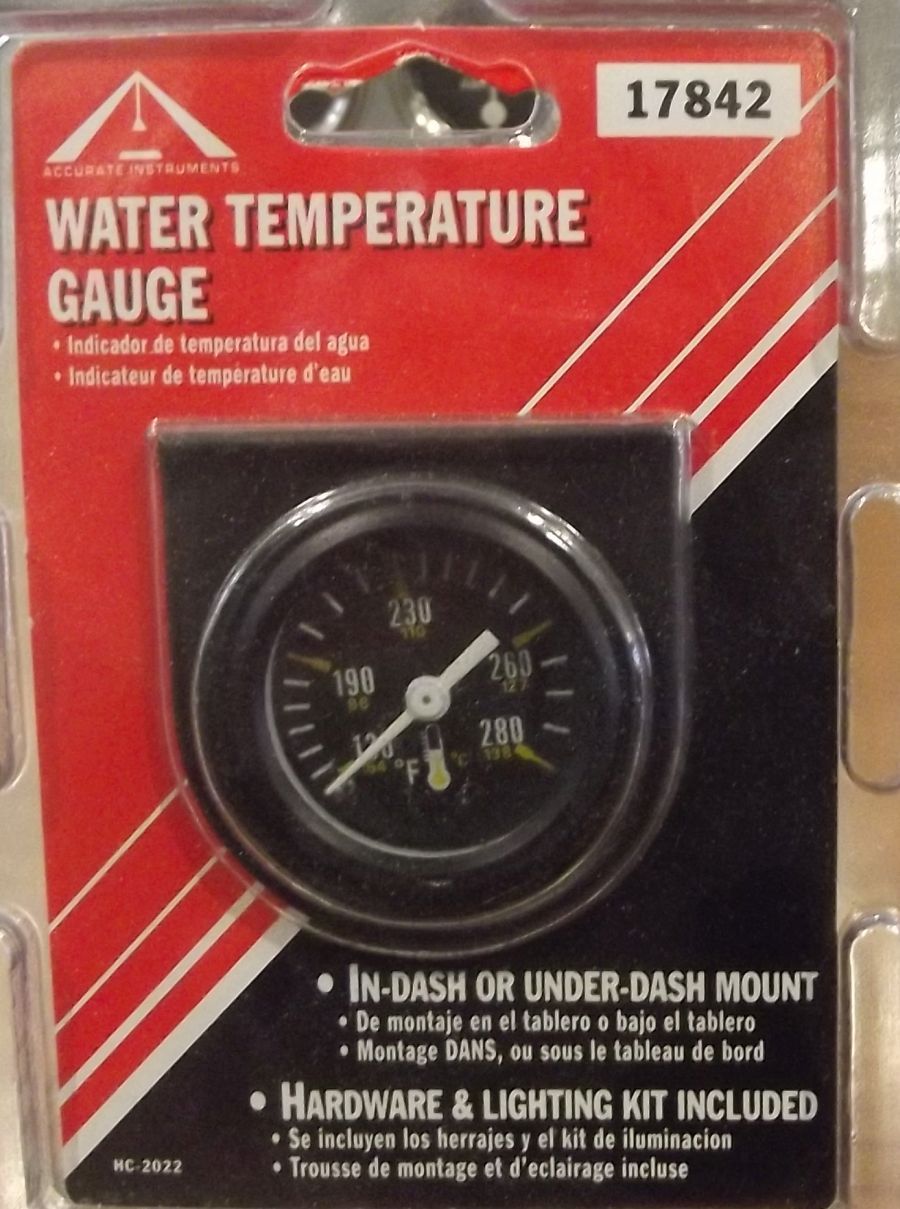 17842
ACCURATE INSTRUMENTS
WATER TEMPERATURE
GAUGE
• Indicador de temperatura del agua
• Indicateur de température d'eau
230
110
190
260
127
280
138
°F
°C
• IN-DASH OR UNDER-DASH MOUNT
• De montaje en el tablero o bajo el tablero
• Montage DANS, ou sous le tableau de bord
• HARDWARE & LIGHTING KIT INCLUDED
• Se incluyen los herrajes y el kit de iluminacion
• Trousse de montage et d'eclairage incluse
HC-2022